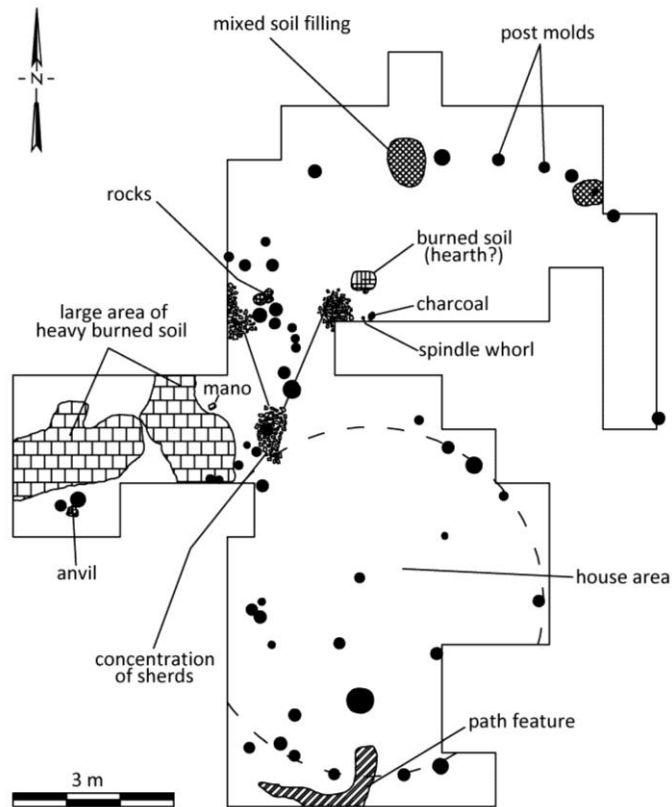 mixed soil filling
post molds
N
rocks
burned soil
(hearth?)
large area of
heavy burned soil
charcoal
spindle whorl
mano
anvil
house area
concentration
of sherds
path feature
3 m